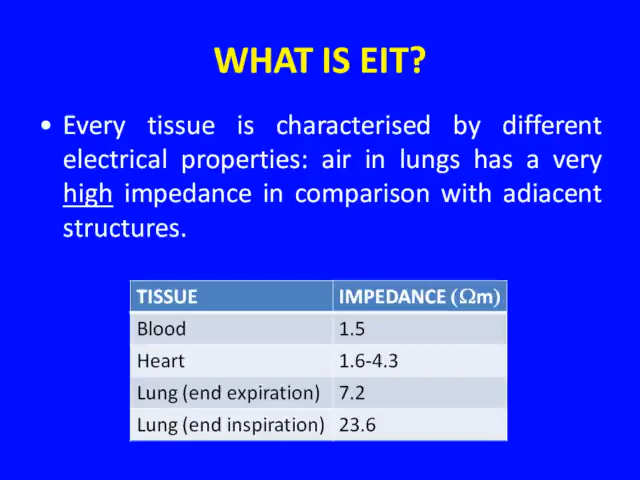 WHAT IS EIT?
• Every tissue is characterised by different
electrical properties: air in lungs has a very
high impedance in comparison with adiacent
structures.
TISSUE IMPEDANCE (Ωm)
Blood 1.5
Heart 1.6-4.3
Lung (end expiration) 7.2
Lung (end inspiration) 23.6